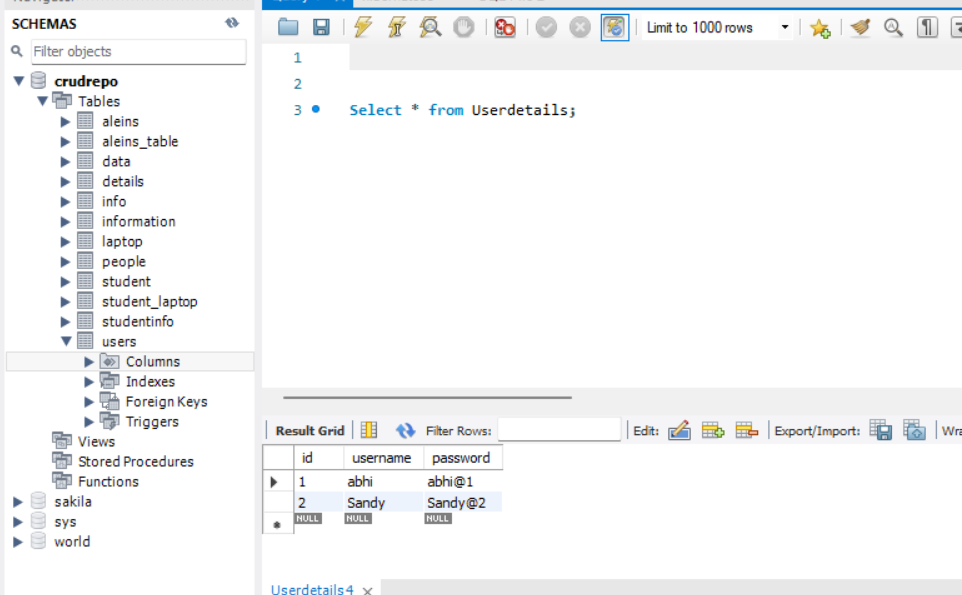 SCHEMAS
Filter objects
crudrepo
Tables
aleins
aleins_table
data
details
info
information
laptop
people
student
student_laptop
studentinfo
users
Columns
Indexes
Foreign Keys
Triggers
Views
Stored Procedures
Functions
sakila
sys
world
Limit to 1000 rows
1
2
3 Select * from Userdetails;
Result Grid Filter Rows: Edit: Export/Import:
id username password
1 abhi abhi@1
2 Sandy Sandy@2
NULL NULL NULL
Userdetails 4